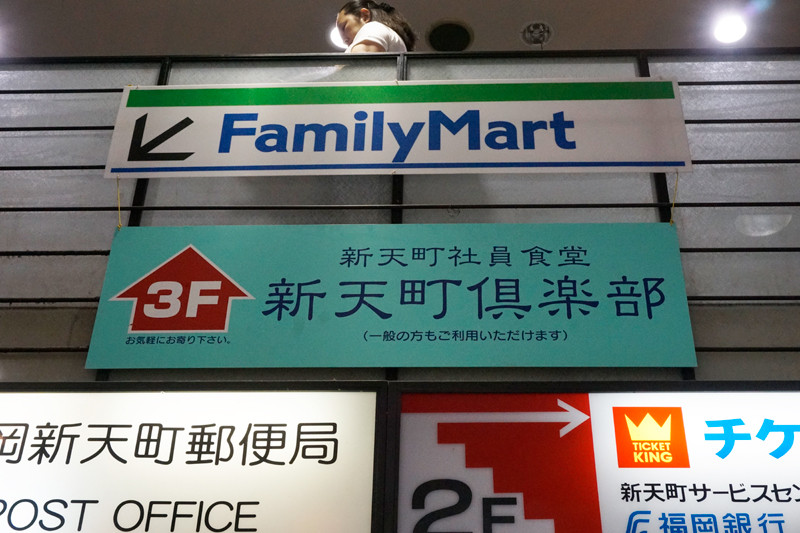 FamilyMart
新天町社員食堂
3F
新天町倶楽部
お気軽にお寄り下さい。
(一般の方もご利用いただけます)
岡新天町郵便局
POST OFFICE
2F
TICKET
KING
チケ
新天町サービスセン
福岡銀行